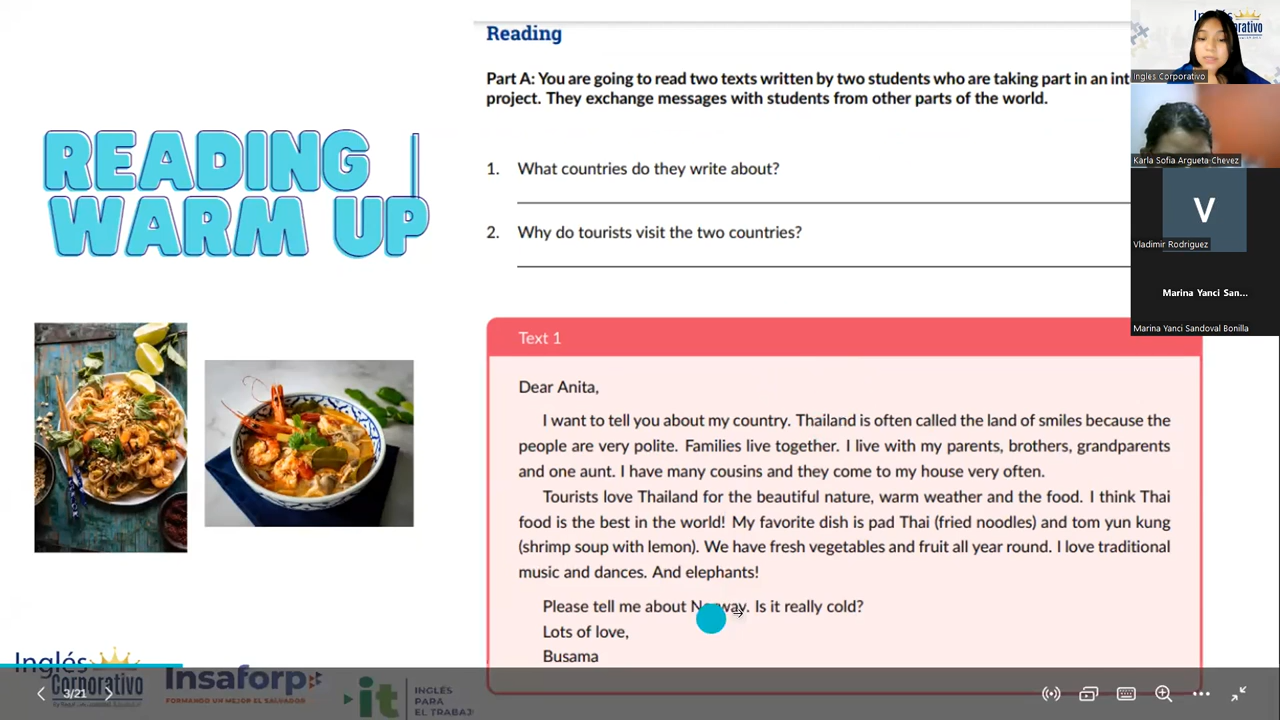 READING
WARM UP
Reading
Part A: You are going to read two texts written by two students who are taking part in an int
project. They exchange messages with students from other parts of the world.
1. What countries do they write about?
2. Why do tourists visit the two countries?
Text 1
Dear Anita,
I want to tell you about my country. Thailand is often called the land of smiles because the
people are very polite. Families live together. I live with my parents, brothers, grandparents
and one aunt. I have many cousins and they come to my house very often.
Tourists love Thailand for the beautiful nature, warm weather and the food. I think Thai
food is the best in the world! My favorite dish is pad Thai (fried noodles) and tom yun kung
(shrimp soup with lemon). We have fresh vegetables and fruit all year round. I love traditional
music and dances. And elephants!
Please tell me about Norway. Is it really cold?
Lots of love,
Busama
Ingles Corporativo
Karla Sofia Argueta-Chevez
V
Vladimir Rodriguez
Marina Yanci San...
Marina Yanci Sandoval Bonilla
Inglés
Corporativo
Insaforp
FORMANDO UN MEJOR EL SALVADOR
it
INGLÉS
PARA
EL TRABAJ
3/21